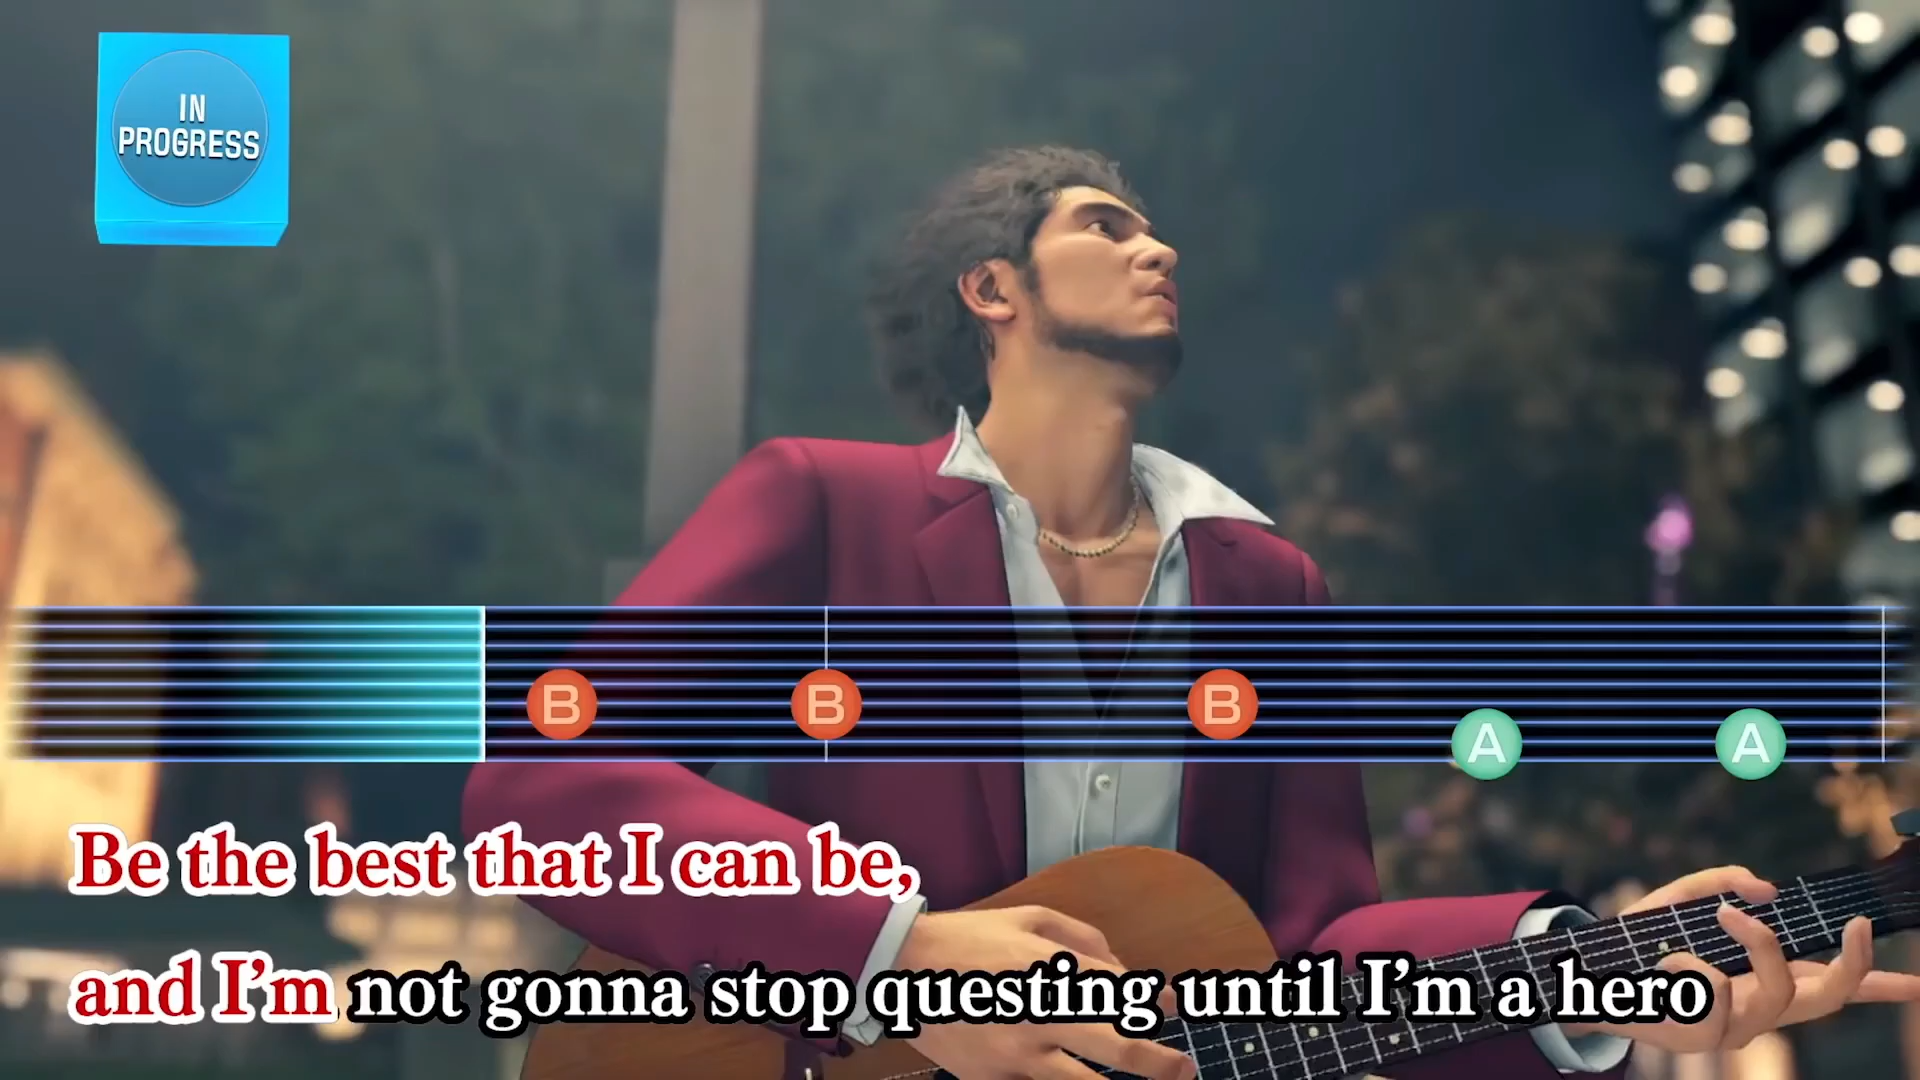 IN
PROGRESS
B B B A A
Be the best that I can be,
and I'm not gonna stop questing until I'm a hero